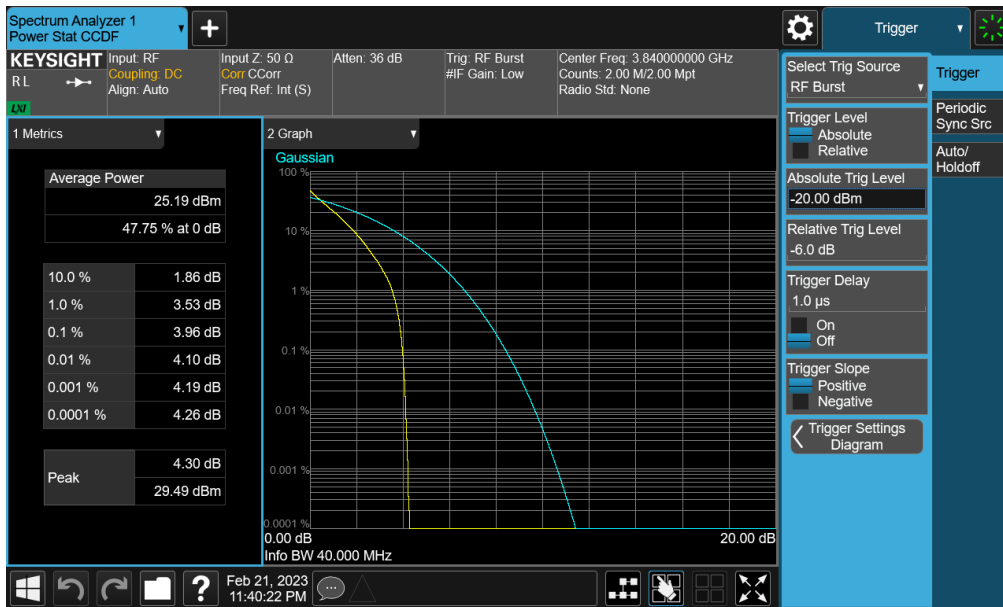 Spectrum Analyzer 1
Power Stat CCDF
+
Trigger
KEYSIGHT
R L
LXI
Input: RF
Coupling: DC
Align: Auto
Input Z: 50 Ω
Corr CCorr
Freq Ref: Int (S)
Atten: 36 dB
Trig: RF Burst
#IF Gain: Low
Center Freq: 3.840000000 GHz
Counts: 2.00 M/2.00 Mpt
Radio Std: None
1 Metrics
Average Power
25.19 dBm
47.75 % at 0 dB
10.0 % 1.86 dB
1.0 % 3.53 dB
0.1 % 3.96 dB
0.01 % 4.10 dB
0.001 % 4.19 dB
0.0001 % 4.26 dB
Peak
4.30 dB
29.49 dBm
2 Graph
Gaussian
100 %
10 %
1 %
0.1 %
0.01 %
0.001 %
0.0001 %
0.00 dB 20.00 dB
Info BW 40.000 MHz
Select Trig Source
RF Burst
Trigger Level
Absolute
Relative
Absolute Trig Level
-20.00 dBm
Relative Trig Level
-6.0 dB
Trigger Delay
1.0 µs
On
Off
Trigger Slope
Positive
Negative
Trigger Settings
Diagram
Trigger
Periodic
Sync Src
Auto/
Holdoff
?
Feb 21, 2023
11:40:22 PM